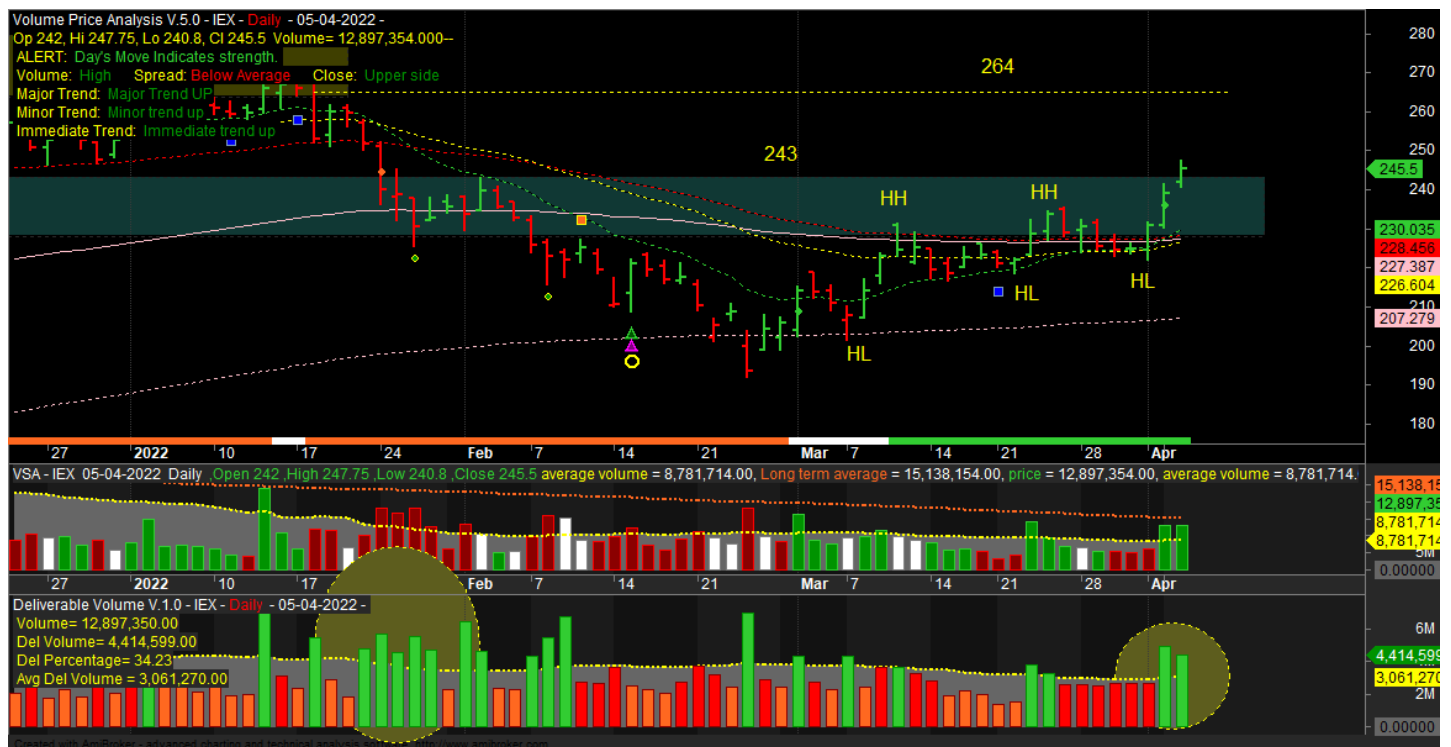 Volume Price Analysis V.5.0 - IEX - Daily - 05-04-2022 -
Op 242, Hi 247.75, Lo 240.8, Cl 245.5 Volume= 12,897,354.000--
ALERT: Day's Move Indicates strength.
Volume: High Spread: Below Average Close: Upper side
Major Trend: Major Trend UP
Minor Trend: Minor trend up
Immediate Trend: Immediate trend up
264
243
HH
HH
HL
HL
HL
280
270
260
250
245.5
240
230.035
228.456
227.387
226.604
210
207.279
200
190
180
27 2022 10 17 24 Feb 7 14 21 Mar 7 14 21 28 Apr
VSA - IEX 05-04-2022 Daily ,Open 242 ,High 247.75 ,Low 240.8 ,Close 245.5 average volume = 8,781,714.00, Long term average = 15,138,154.00, price = 12,897,354.00, average volume = 8,781,714.
15,138,15
12,897,35
8,781,714
8,781,714
5M
0.00000
27 2022 10 17 Feb 7 14 21 Mar 7 14 21 28 Apr
Deliverable Volume V.1.0 - IEX - Daily - 05-04-2022 -
Volume= 12,897,350.00
Del Volume= 4,414,599.00
Del Percentage= 34.23
Avg Del Volume = 3,061,270.00
6M
4,414,599
3,061,270
2M
0.00000